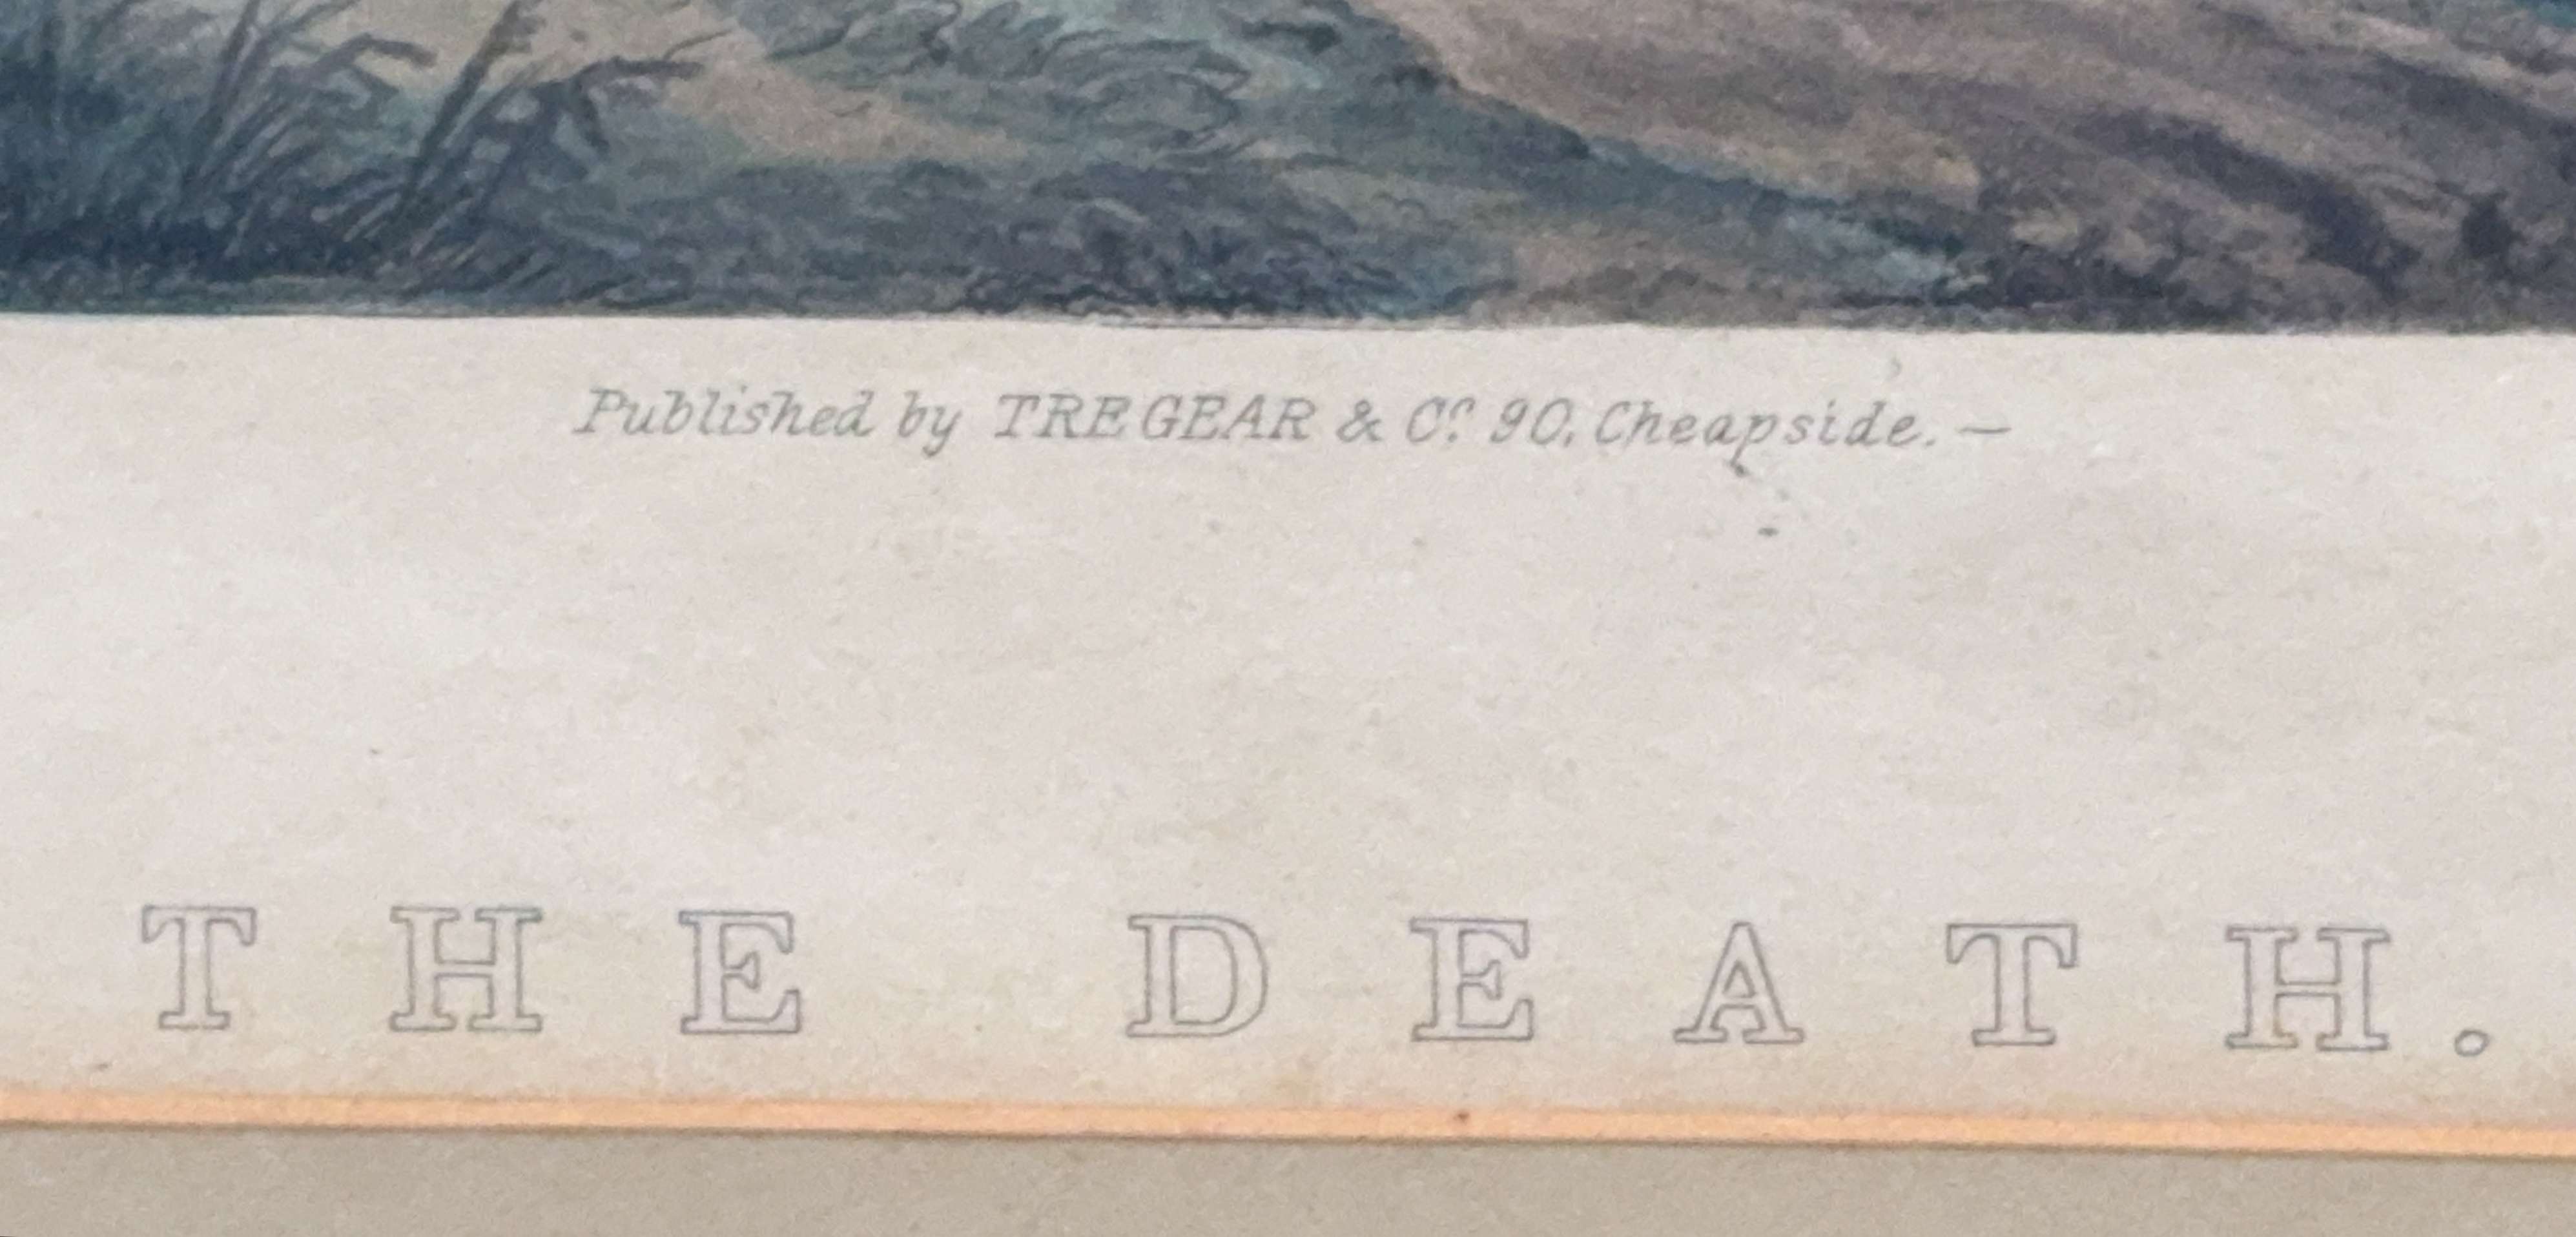 Published by TREGEAR & Co. 90, Cheapside. —
THE DEATH.